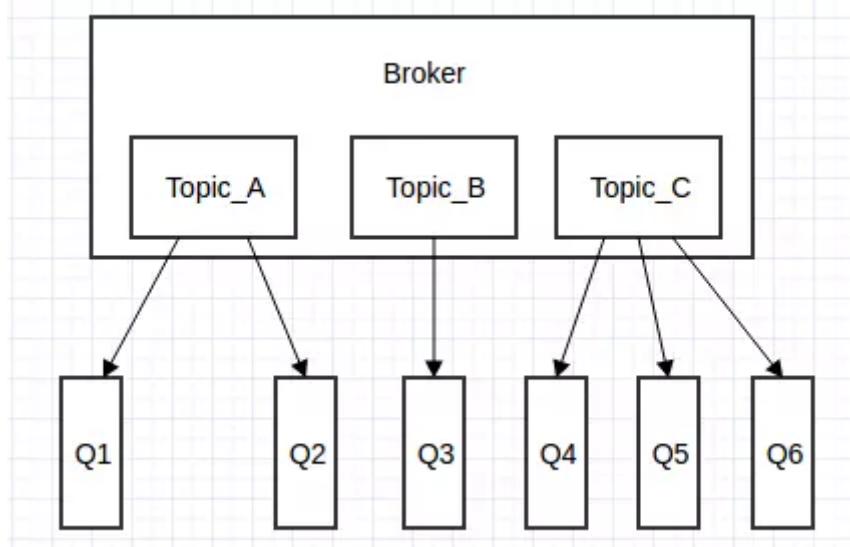 Broker
Topic_A
Topic_B
Topic_C
Q1
Q2
Q3
Q4
Q5
Q6